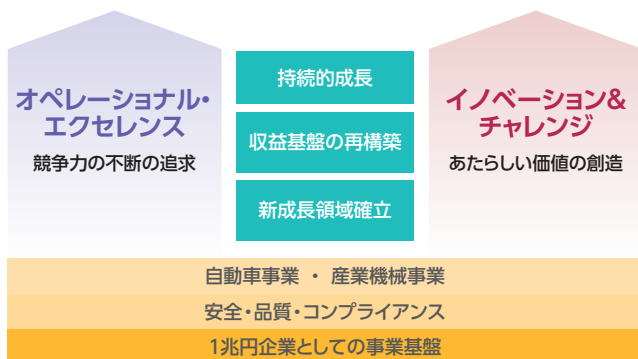 オペレーショナル・
エクセレンス
競争力の不断の追求
持続的成長
収益基盤の再構築
新成長領域確立
イノベーション&
チャレンジ
あたらしい価値の創造
自動車事業 ・ 産業機械事業
安全・品質・コンプライアンス
1兆円企業としての事業基盤